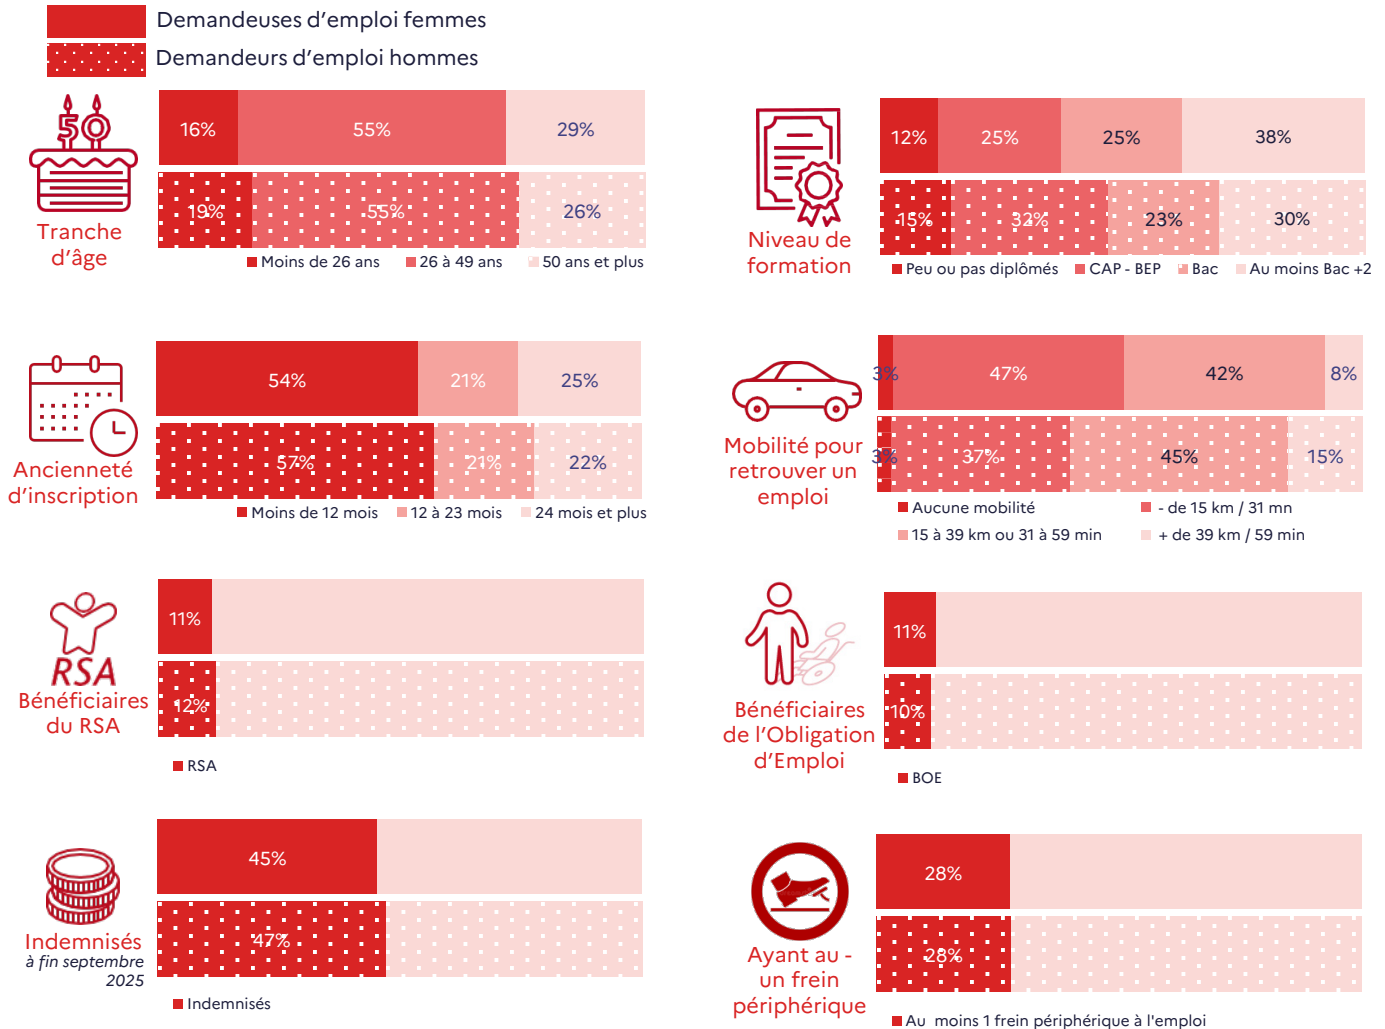 Demandeuses d'emploi femmes
Demandeurs d'emploi hommes
50
Tranche
d'âge
16% 55% 29%
19% 55% 26%
Moins de 26 ans 26 à 49 ans 50 ans et plus
Niveau de
formation
12% 25% 25% 38%
15% 32% 23% 30%
Peu ou pas diplômés CAP - BEP Bac Au moins Bac +2
Ancienneté
d'inscription
54% 21% 25%
57% 21% 22%
Moins de 12 mois 12 à 23 mois 24 mois et plus
Mobilité pour
retrouver un
emploi
3% 47% 42% 8%
3% 37% 45% 15%
Aucune mobilité - de 15 km / 31 mn
15 à 39 km ou 31 à 59 min + de 39 km / 59 min
RSA
Bénéficiaires
du RSA
11%
12%
RSA
Bénéficiaires
de l'Obligation
d'Emploi
11%
10%
BOE
Indemnisés
à fin septembre
2025
45%
47%
Indemnisés
Ayant au -
un frein
périphérique
28%
28%
Au moins 1 frein périphérique à l'emploi